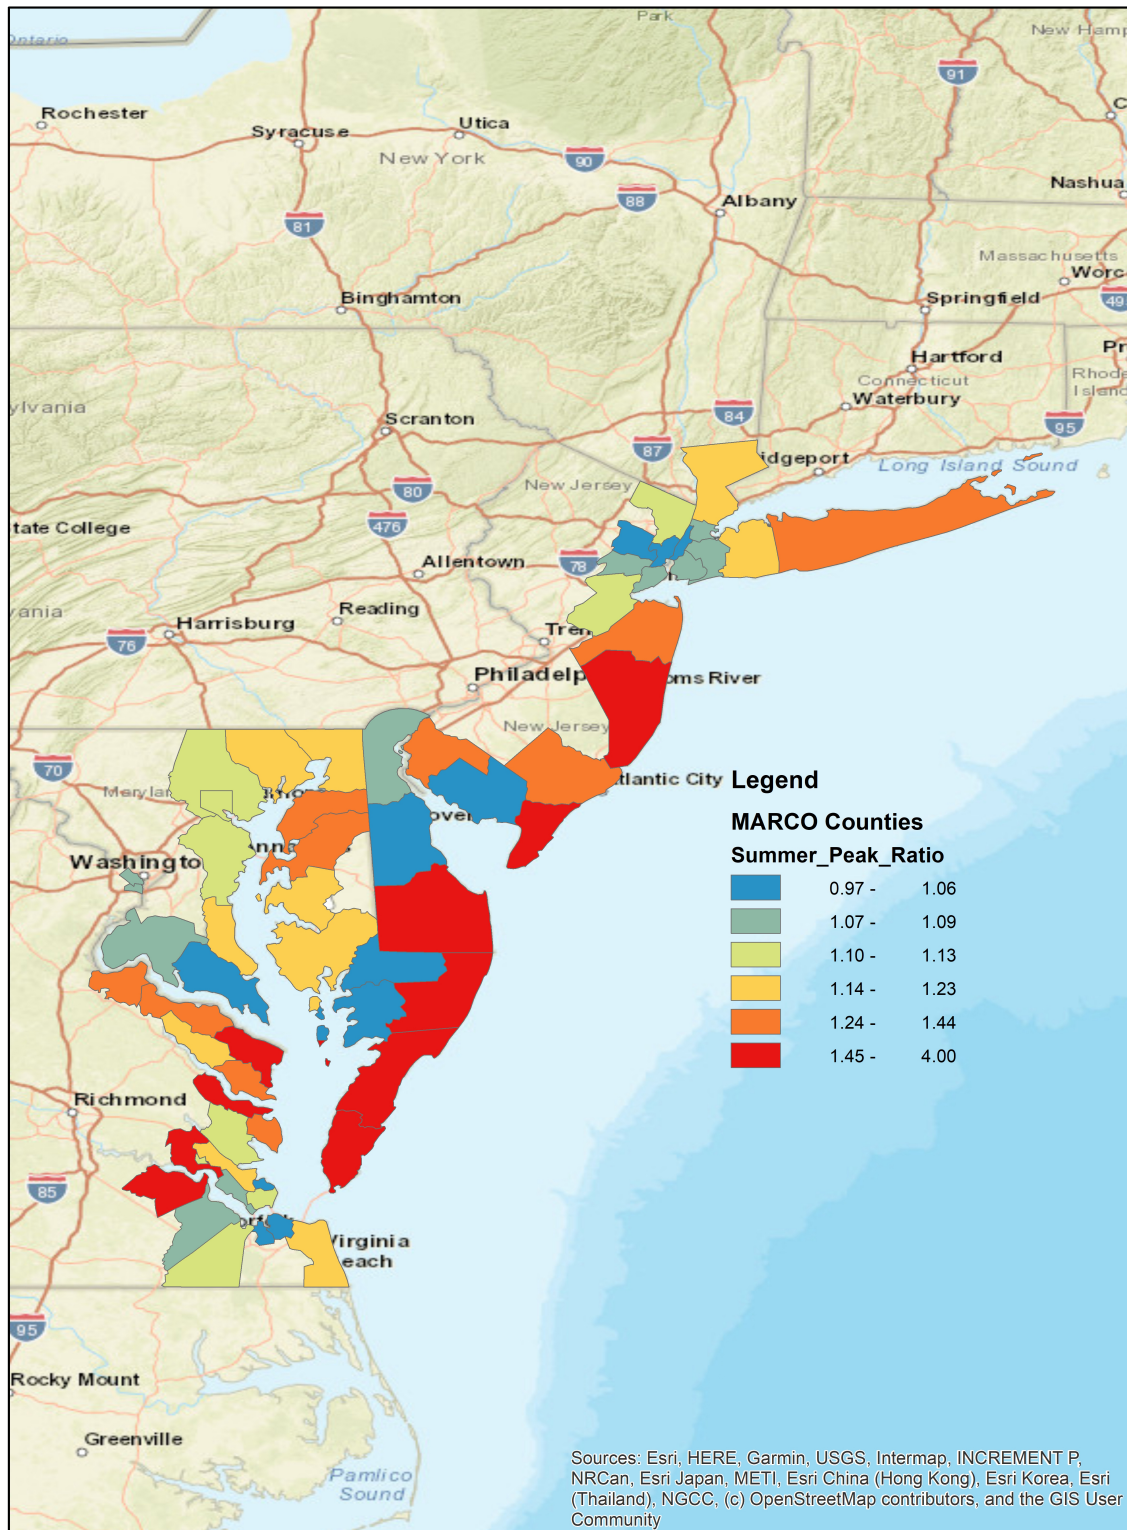 Ontario
Park
New Hamp
91
Rochester
C
Syracuse
Utica
New York
90
Nashua
88
Albany
81
Massachusetts
Worc
Binghamton
Springfield
49
Pr
Hartford
Connecticut
Rhode
Island
ylvania
Waterbury
Scranton
84
95
87
idgeport
Long Island Sound
New Jersey
80
tate College
476
Allentown
78
vania
Reading
Harrisburg
Tren
76
Philadelp
oms River
New Jersey
70
Marylan
tlantic City
Legend
MARCO Counties
over
Washingto
Summer_Peak_Ratio
0.97 - 1.06
1.07 - 1.09
1.10 - 1.13
1.14 - 1.23
1.24 - 1.44
1.45 - 4.00
Richmond
85
orfolk
Virginia
each
95
Rocky Mount
Greenville
Pamlico
Sound
Sources: Esri, HERE, Garmin, USGS, Intermap, INCREMENT P,
NRCan, Esri Japan, METI, Esri China (Hong Kong), Esri Korea, Esri
(Thailand), NGCC, (c) OpenStreetMap contributors, and the GIS User
Community